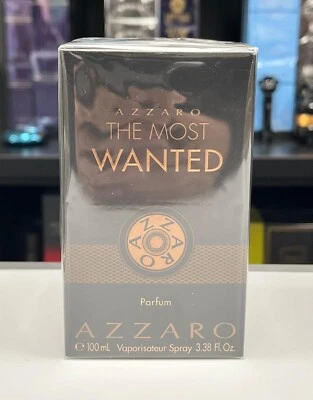 AZZARO
THE MOST
WANTED
AZZARO
Parfum
AZZARO
℮ 100 mL Vaporisateur Spray 3.38 Fl. Oz.